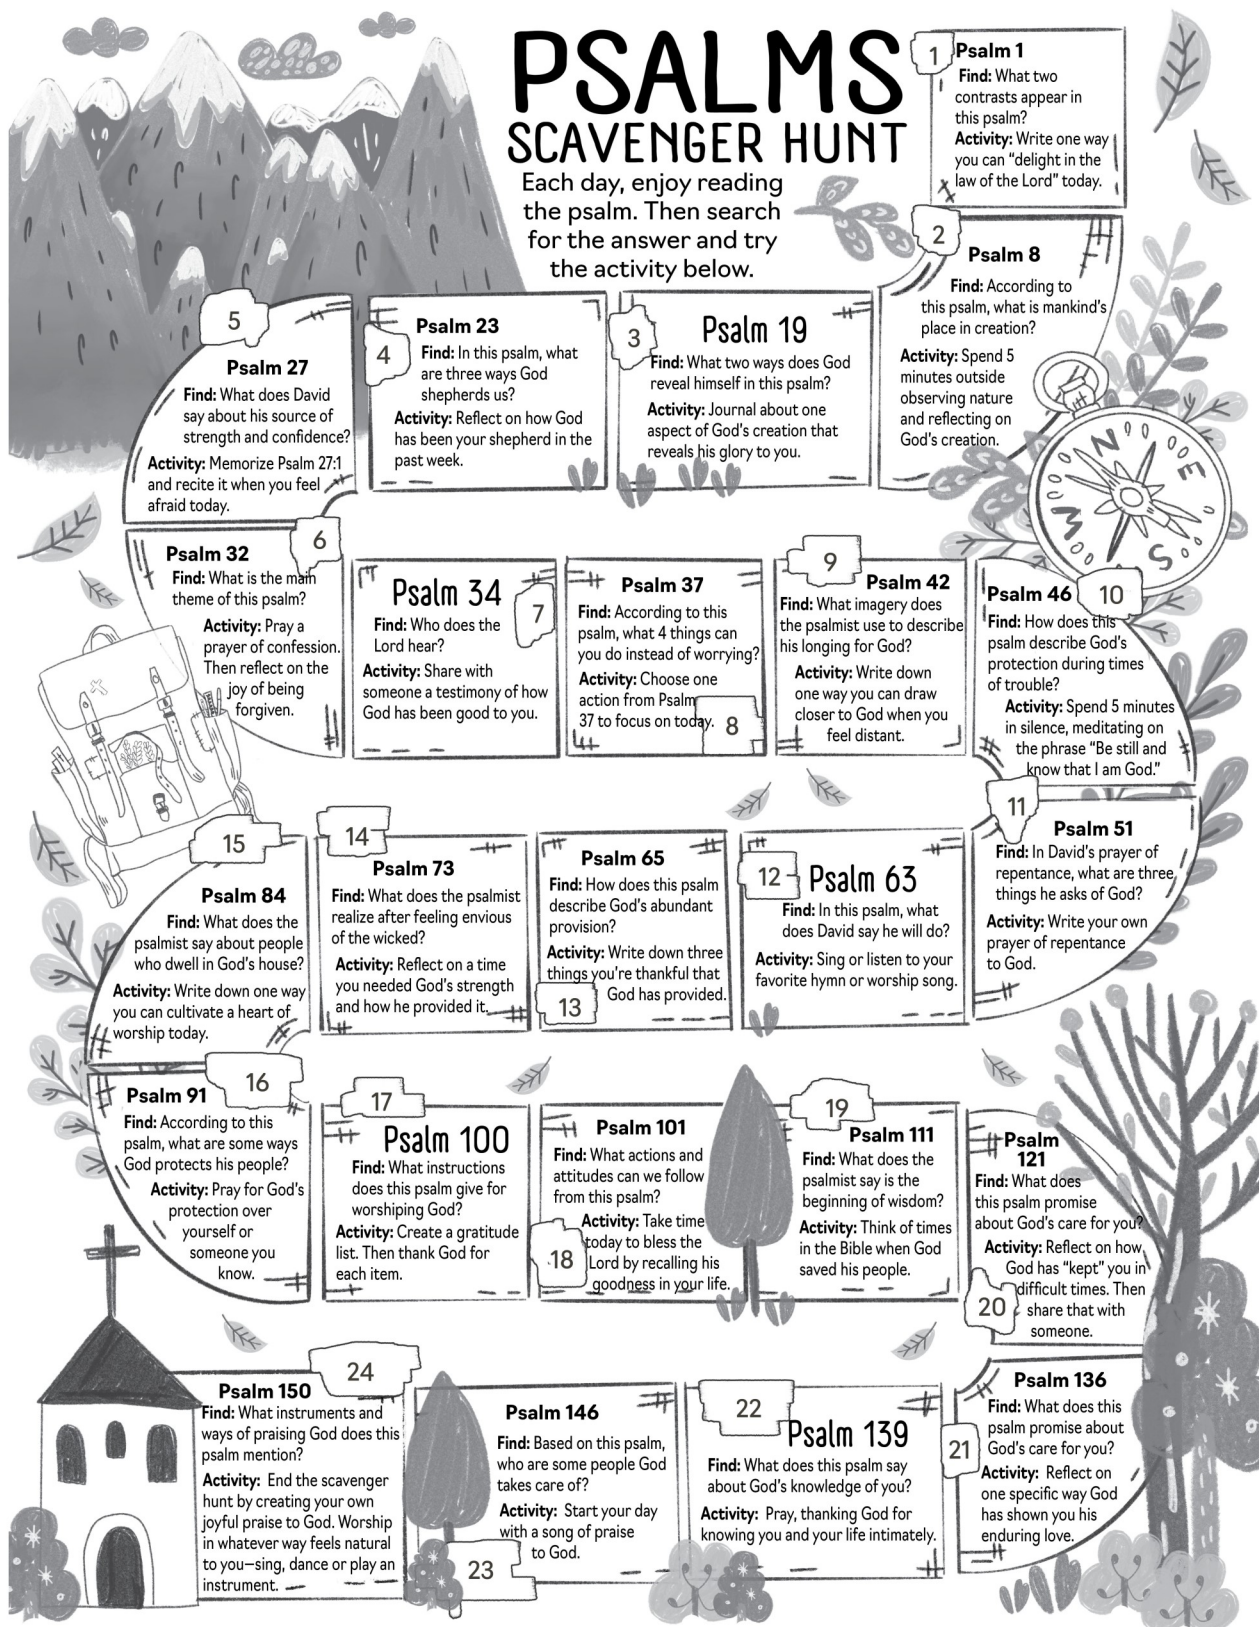 PSALMS
SCAVENGER HUNT
Each day, enjoy reading
the psalm. Then search
for the answer and try
the activity below.
1
Psalm 1
Find: What two
contrasts appear in
this psalm?
Activity: Write one way
you can “delight in the
law of the Lord” today.
2
Psalm 8
Find: According to
this psalm, what is mankind's
place in creation?
Activity: Spend 5
minutes outside
observing nature
and reflecting on
God's creation.
3
Psalm 19
Find: What two ways does God
reveal himself in this psalm?
Activity: Journal about one
aspect of God's creation that
reveals his glory to you.
4
Psalm 23
Find: In this psalm, what
are three ways God
shepherds us?
Activity: Reflect on how God
has been your shepherd in the
past week.
5
Psalm 27
Find: What does David
say about his source of
strength and confidence?
Activity: Memorize Psalm 27:1
and recite it when you feel
afraid today.
N
E
S
W
6
Psalm 32
Find: What is the main
theme of this psalm?
Activity: Pray a
prayer of confession.
Then reflect on the
joy of being
forgiven.
7
Psalm 34
Find: Who does the
Lord hear?
Activity: Share with
someone a testimony of how
God has been good to you.
Psalm 37
Find: According to this
psalm, what 4 things can
you do instead of worrying?
Activity: Choose one
action from Psalm
37 to focus on today.
8
9
Psalm 42
Find: What imagery does
the psalmist use to describe
his longing for God?
Activity: Write down
one way you can draw
closer to God when you
feel distant.
10
Psalm 46
Find: How does this
psalm describe God's
protection during times
of trouble?
Activity: Spend 5 minutes
in silence, meditating on
the phrase “Be still and
know that I am God.”
11
Psalm 51
Find: In David's prayer of
repentance, what are three
things he asks of God?
Activity: Write your own
prayer of repentance
to God.
12
Psalm 63
Find: In this psalm, what
does David say he will do?
Activity: Sing or listen to your
favorite hymn or worship song.
Psalm 65
Find: How does this psalm
describe God's abundant
provision?
Activity: Write down three
things you're thankful that
God has provided.
13
14
Psalm 73
Find: What does the psalmist
realize after feeling envious
of the wicked?
Activity: Reflect on a time
you needed God's strength
and how he provided it.
15
Psalm 84
Find: What does the
psalmist say about people
who dwell in God's house?
Activity: Write down one way
you can cultivate a heart of
worship today.
16
Psalm 91
Find: According to this
psalm, what are some ways
God protects his people?
Activity: Pray for God's
protection over
yourself or
someone you
know.
17
Psalm 100
Find: What instructions
does this psalm give for
worshiping God?
Activity: Create a gratitude
list. Then thank God for
each item.
Psalm 101
Find: What actions and
attitudes can we follow
from this psalm?
Activity: Take time
today to bless the
Lord by recalling his
goodness in your life.
18
19
Psalm 111
Find: What does the
psalmist say is the
beginning of wisdom?
Activity: Think of times
in the Bible when God
saved his people.
Psalm
121
Find: What does
this psalm promise
about God's care for you?
Activity: Reflect on how
God has “kept” you in
difficult times. Then
share that with
someone.
20
Psalm 136
Find: What does this
psalm promise about
God's care for you?
Activity: Reflect on
one specific way God
has shown you his
enduring love.
21
22
Psalm 139
Find: What does this psalm say
about God's knowledge of you?
Activity: Pray, thanking God for
knowing you and your life intimately.
Psalm 146
Find: Based on this psalm,
who are some people God
takes care of?
Activity: Start your day
with a song of praise
to God.
23
24
Psalm 150
Find: What instruments and
ways of praising God does this
psalm mention?
Activity: End the scavenger
hunt by creating your own
joyful praise to God. Worship
in whatever way feels natural
to you—sing, dance or play an
instrument.